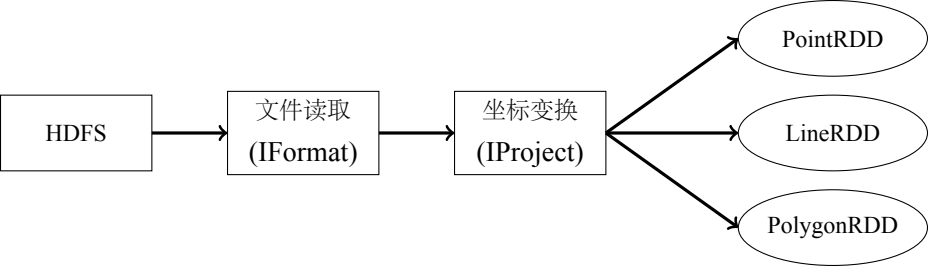 HDFS
文件读取
(IFormat)
坐标变换
(IProject)
PointRDD
LineRDD
PolygonRDD